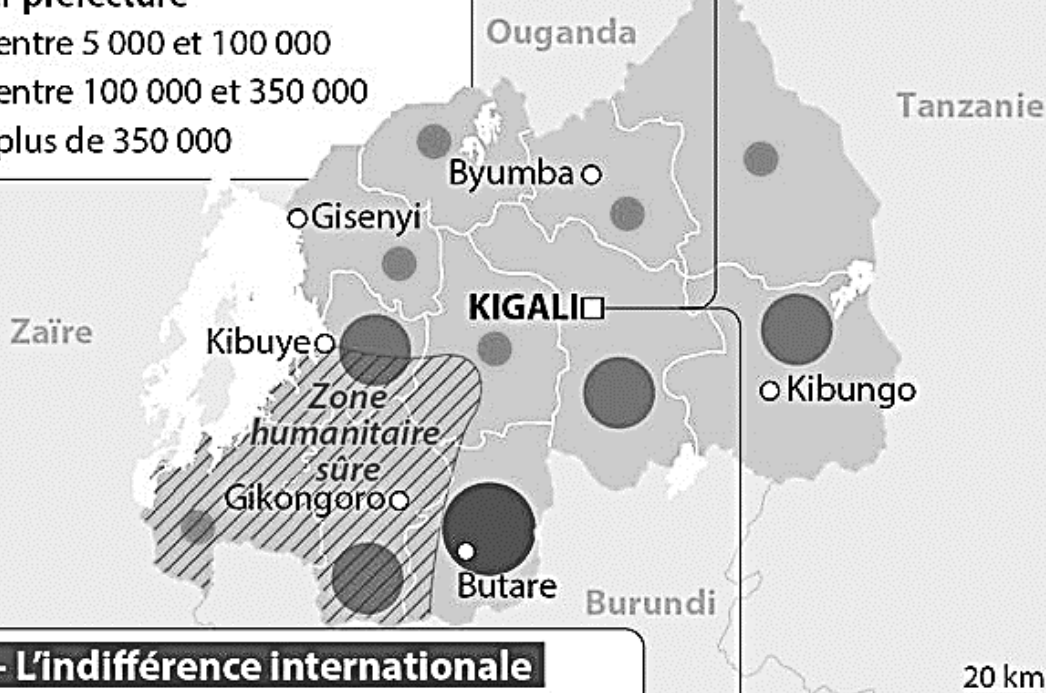 préfecture
entre 5 000 et 100 000
entre 100 000 et 350 000
plus de 350 000
Ouganda
Tanzanie
Byumba
Gisenyi
KIGALI
Zaïre
Kibuye
Kibungo
Zone
humanitaire
sûre
Gikongoro
Butare
Burundi
- L'indifférence internationale
20 km